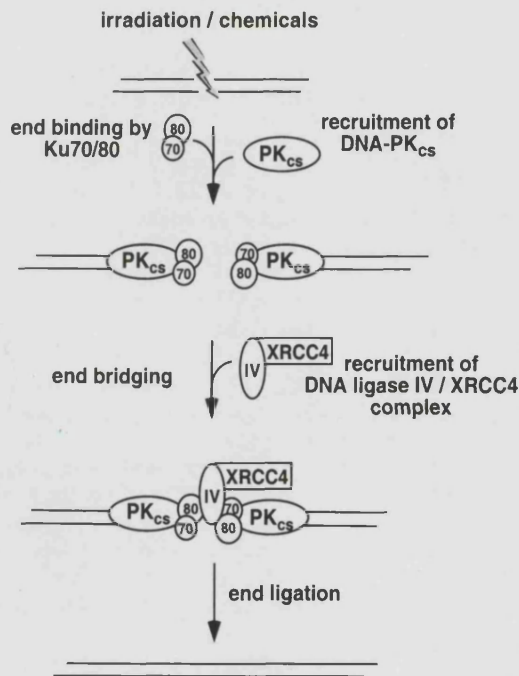 irradiation / chemicals
end binding by
Ku70/80
80
70
PKcs
recruitment of
DNA-PKcs
PKcs
80
70
70
80
PKcs
end bridging
IV
XRCC4
recruitment of
DNA ligase IV / XRCC4
complex
XRCC4
PKcs
80
70
IV
70
80
PKcs
end ligation